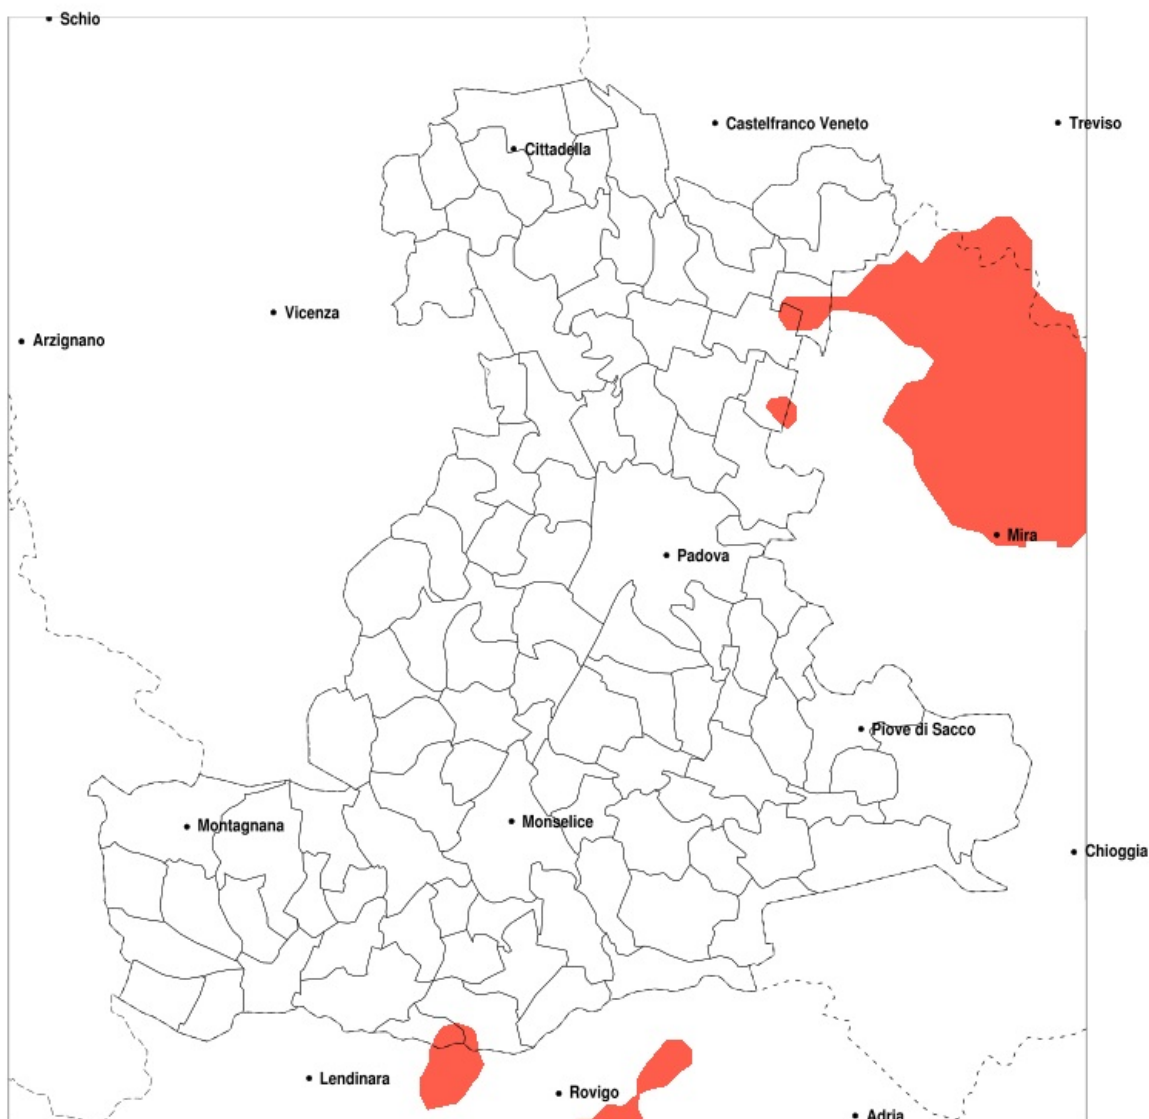 Schio
Castelfranco Veneto
Treviso
Cittadella
Vicenza
Arzignano
Mira
Padova
Piove di Sacco
Montagnana
Monselice
Chioggia
Lendinara
Rovigo
Adria